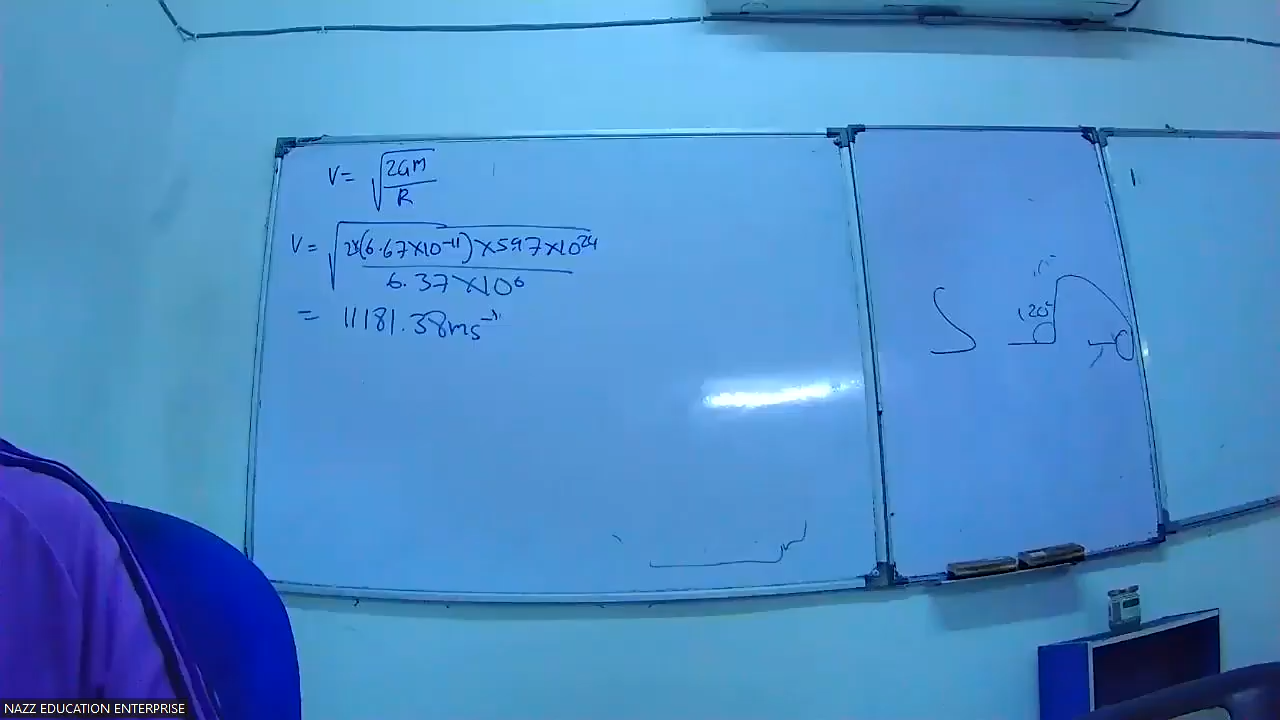 V = √(2GM/R)
V = √(2×(6.67×10⁻¹¹)×5.97×10²⁴/6.37×10⁶)
= 11181.38ms⁻¹
120°
NAZZ EDUCATION ENTERPRISE